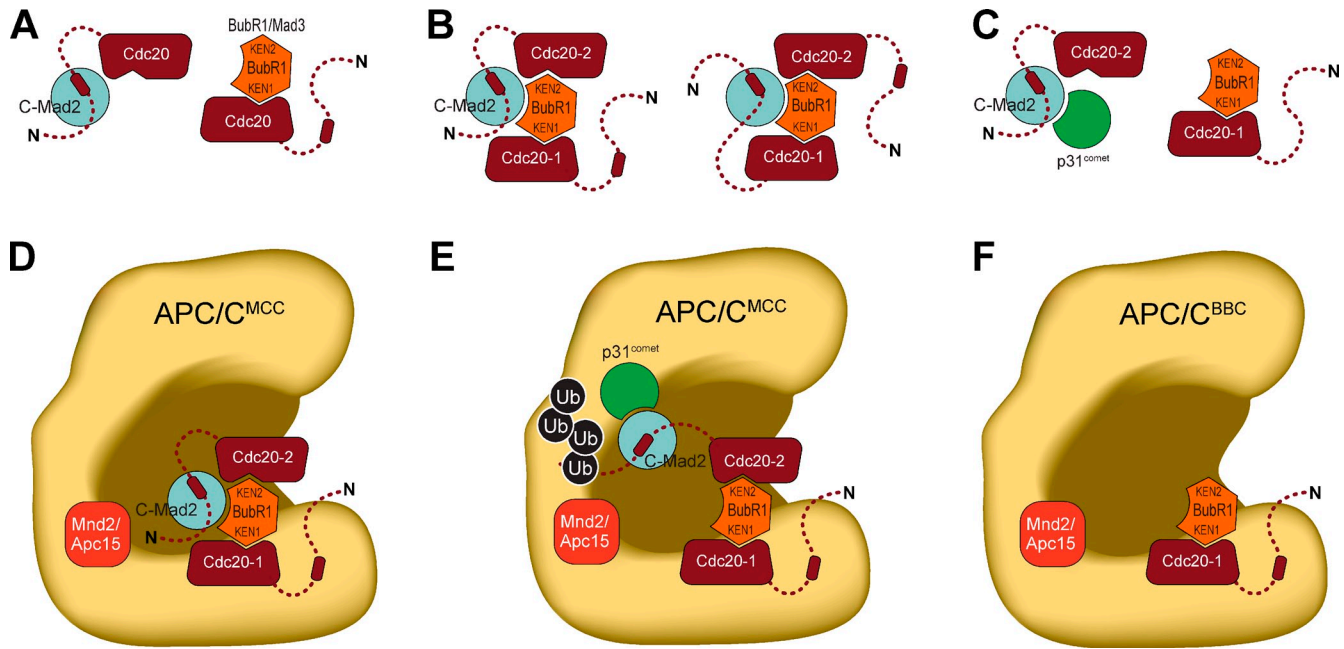 A
Cdc20
C-Mad2
N
BubR1/Mad3
KEN2
BubR1
KEN1
Cdc20
N
B
Cdc20-2
C-Mad2
KEN2
BubR1
KEN1
N
Cdc20-1
N
Cdc20-2
N
KEN2
BubR1
KEN1
Cdc20-1
N
C
Cdc20-2
C-Mad2
N
p31comet
KEN2
BubR1
KEN1
Cdc20-1
N
D
APC/CMCC
Cdc20-2
C-Mad2
KEN2
BubR1
KEN1
N
N
Mnd2/
Apc15
Cdc20-1
E
APC/CMCC
p31comet
Ub
Ub
Ub
Ub
C-Mad2
Cdc20-2
KEN2
BubR1
KEN1
N
Mnd2/
Apc15
Cdc20-1
F
APC/CBBC
KEN2
BubR1
KEN1
N
Mnd2/
Apc15
Cdc20-1